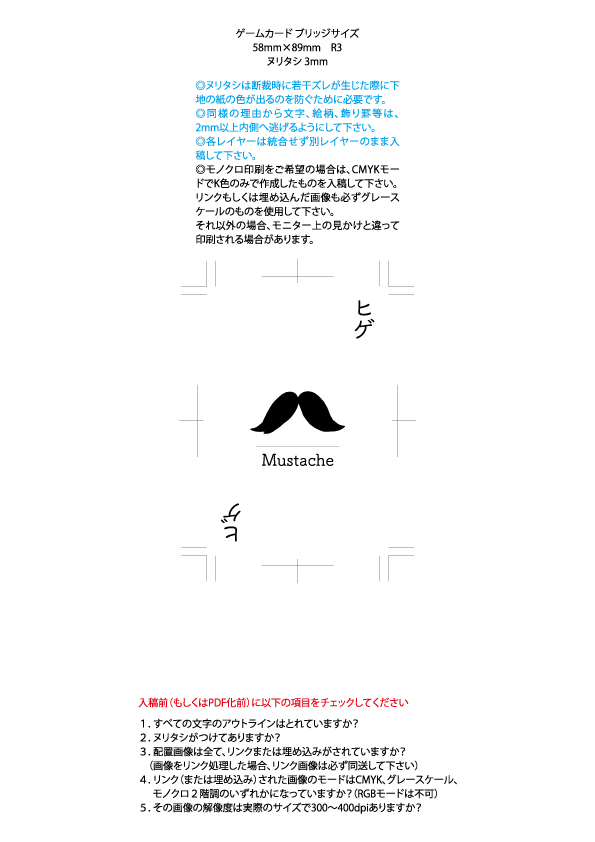 ゲームカード ブリッジサイズ
58mm×89mm　R3
ヌリタシ 3mm
◎ヌリタシは断裁時に若干ズレが生じた際に下
地の紙の色が出るのを防ぐために必要です。
◎同様の理由から文字、絵柄、飾り罫等は、
2mm以上内側へ逃げるようにして下さい。
◎各レイヤーは統合せず別レイヤーのまま入
稿して下さい。
◎モノクロ印刷をご希望の場合は、CMYKモー
ドでK色のみで作成したものを入稿して下さい。
リンクもしくは埋め込んだ画像も必ずグレース
ケールのものを使用して下さい。
それ以外の場合、モニター上の見かけと違って
印刷される場合があります。
ヒゲ
Mustache
ヒゲ
入稿前（もしくはPDF化前）に以下の項目をチェックしてください
１．すべての文字のアウトラインはとれていますか？
２．ヌリタシがつけてありますか？
３．配置画像は全て、リンクまたは埋め込みがされていますか？
（画像をリンク処理した場合、リンク画像は必ず同送して下さい）
４．リンク（または埋め込み）された画像のモードはCMYK、グレースケール、
モノクロ２階調のいずれかになっていますか？（RGBモードは不可）
５．その画像の解像度は実際のサイズで300～400dpiありますか？